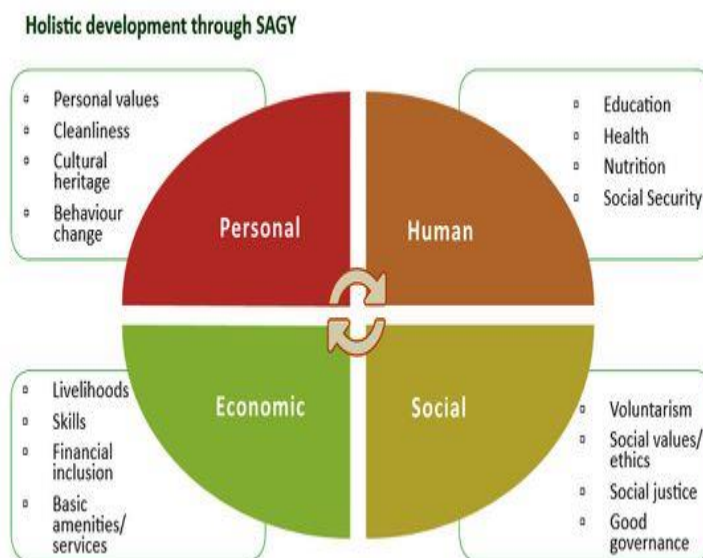 Holistic development through SAGY
▫ Personal values
▫ Cleanliness
▫ Cultural
heritage
▫ Behaviour
change
Personal
▫ Education
▫ Health
▫ Nutrition
▫ Social Security
Human
▫ Livelihoods
▫ Skills
▫ Financial
inclusion
▫ Basic
amenities/
services
Economic
Social
▫ Voluntarism
▫ Social values/
ethics
▫ Social justice
▫ Good
governance